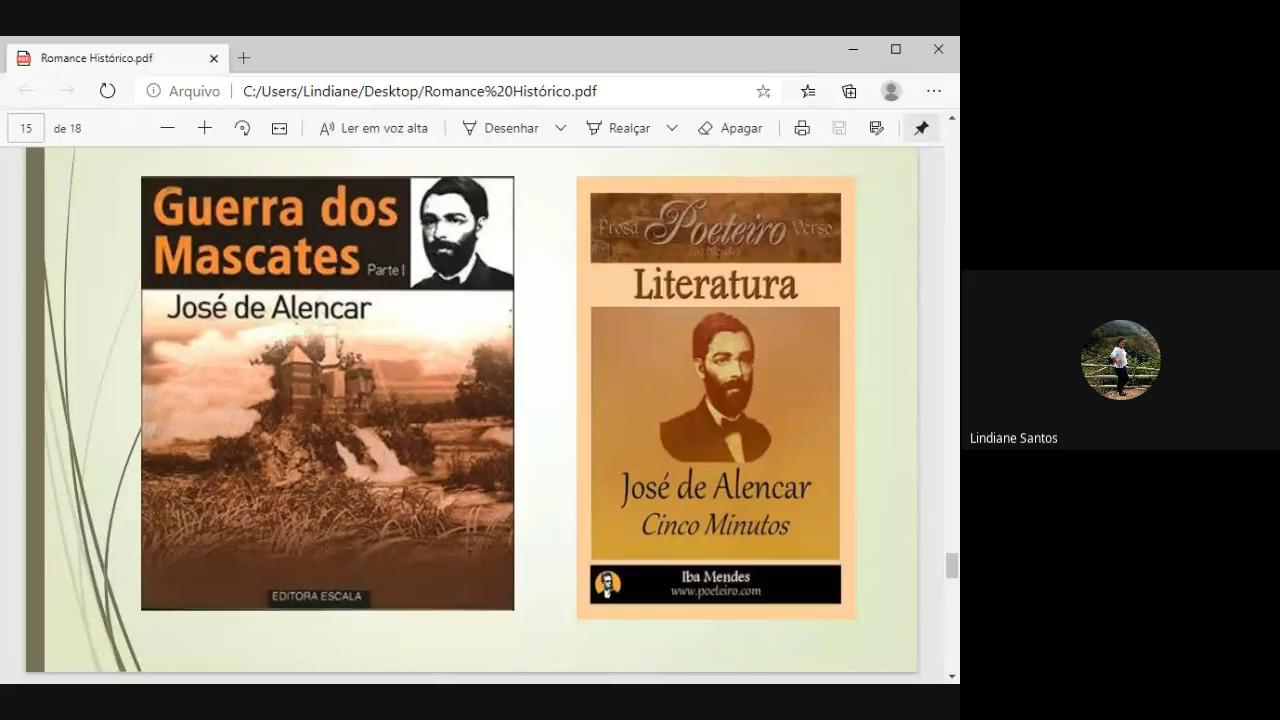 Romance Histórico.pdf
Arquivo
C:/Users/Lindiane/Desktop/Romance%20Histórico.pdf
15 de 18
Ler em voz alta
Desenhar
Realçar
Apagar
Guerra dos
Mascates Parte I
José de Alencar
EDITORA ESCALA
Prosa Poeteiro Verso
Literatura
José de Alencar
Cinco Minutos
Iba Mendes
www.poeteiro.com
Lindiane Santos